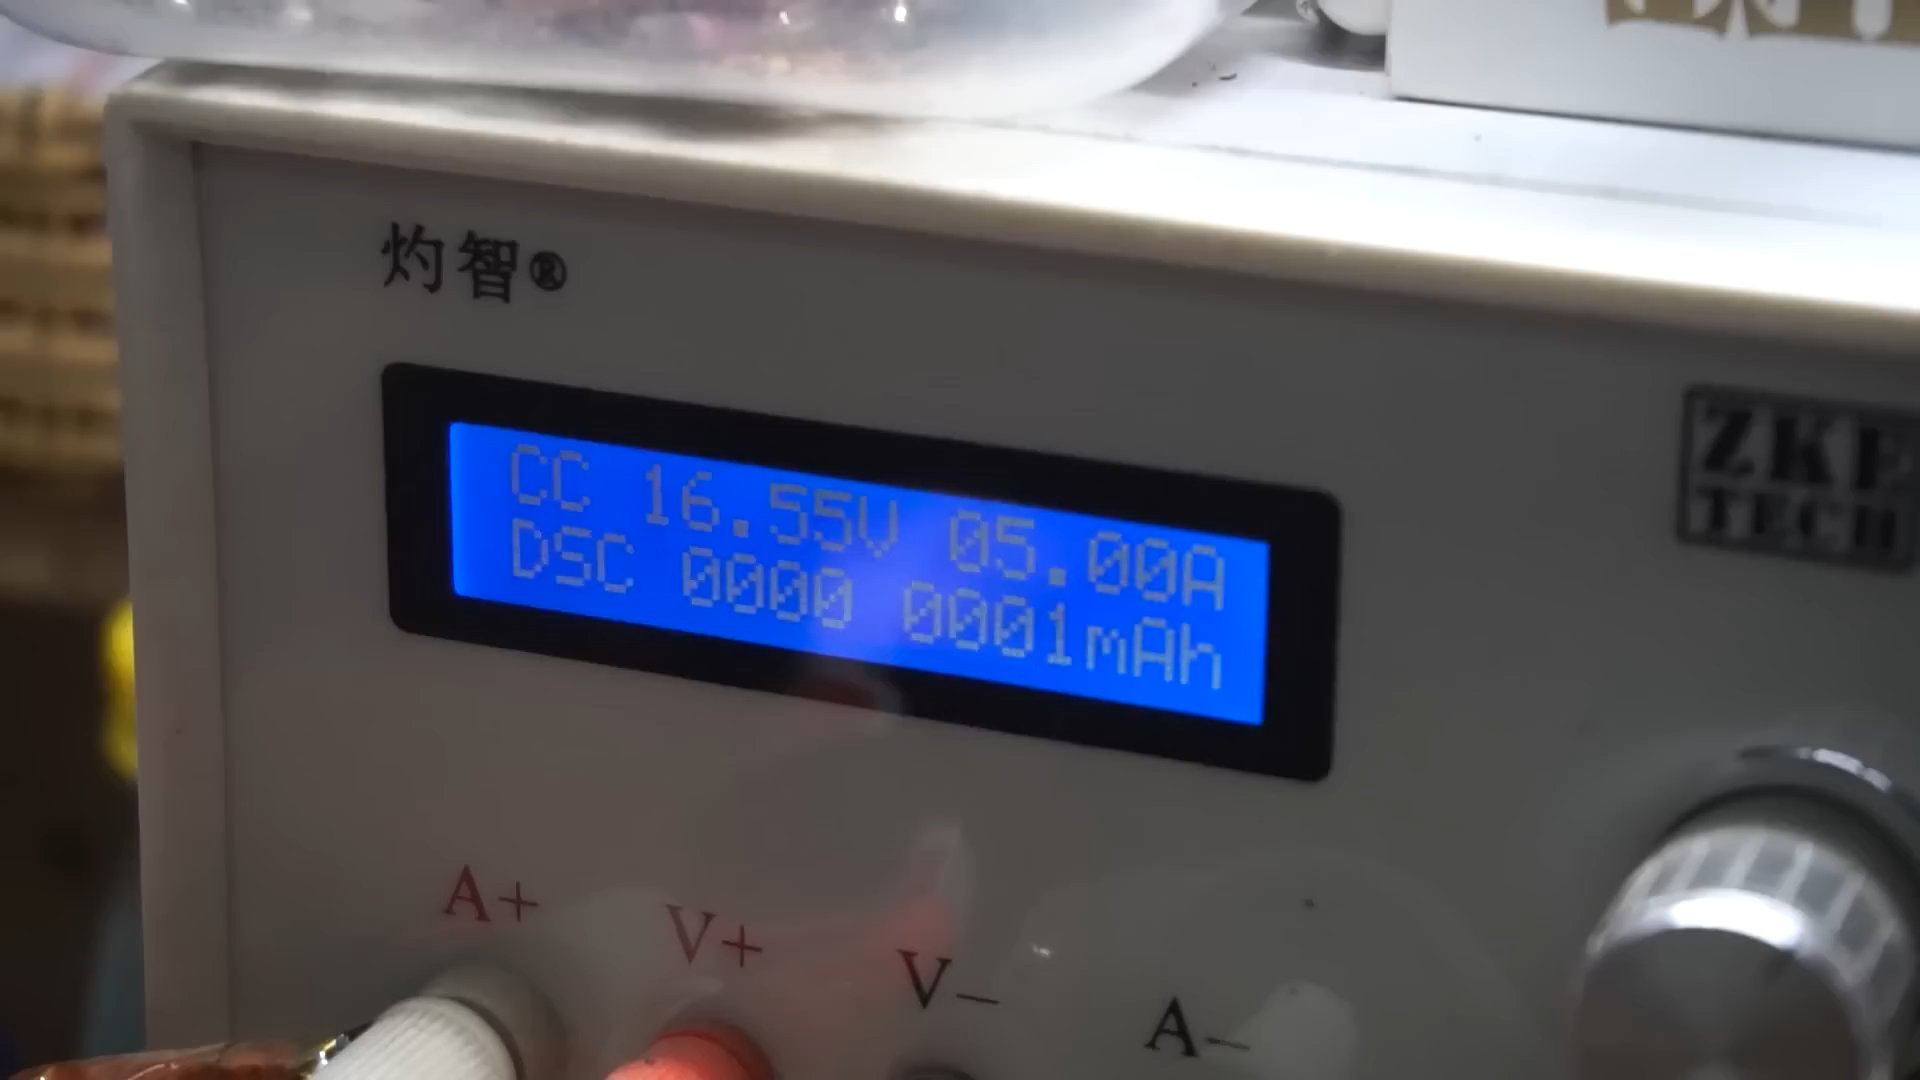 灼智®
CC 16.55V 05.00A
DSC 0000 0001mAh
ZKE
TECH
A+
V+
V−
A−